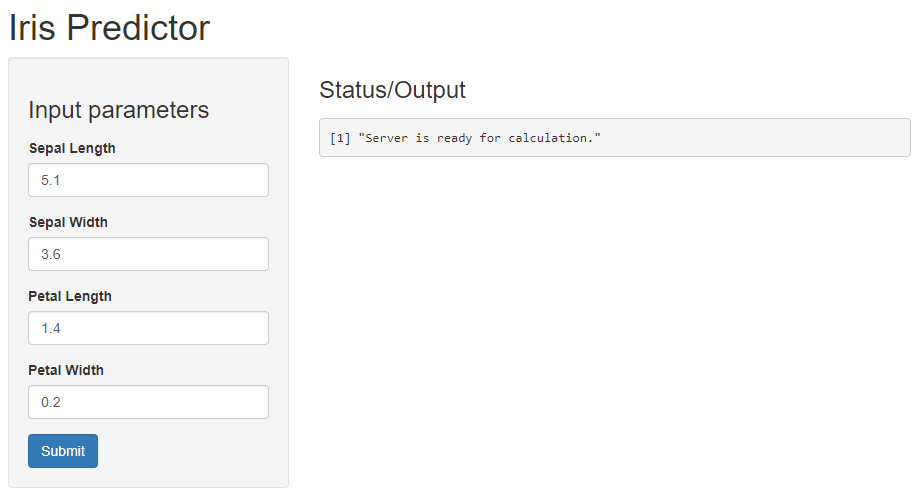 Iris Predictor
Input parameters
Sepal Length
5.1
Sepal Width
3.6
Petal Length
1.4
Petal Width
0.2
Submit
Status/Output
[1] "Server is ready for calculation."